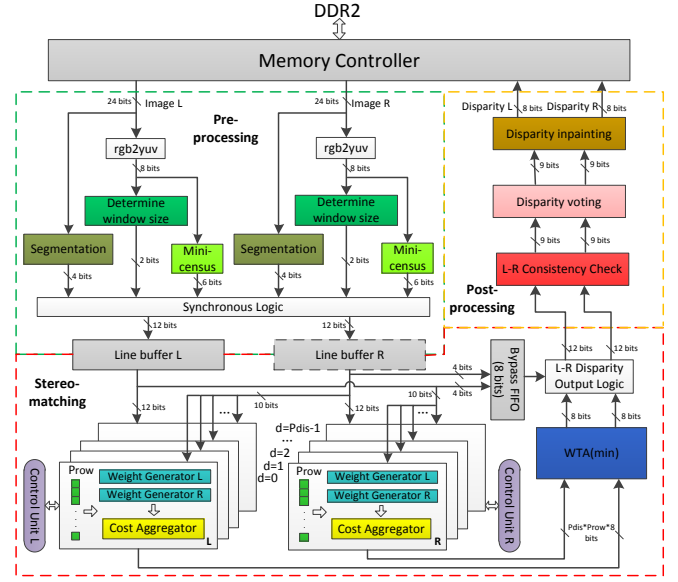 DDR2
Memory Controller
24 bits
Image L
24 bits
Image R
Disparity L
8 bits
Disparity R
8 bits
Pre-
processing
rgb2yuv
rgb2yuv
Disparity inpainting
8 bits
8 bits
9 bits
9 bits
Determine
window size
Determine
window size
Disparity voting
Segmentation
Mini-
census
Segmentation
Mini-
census
9 bits
9 bits
L-R Consistency Check
4 bits
2 bits
6 bits
4 bits
2 bits
6 bits
Post-
processing
Synchronous Logic
12 bits
12 bits
Line buffer L
Line buffer R
12 bits
12 bits
Stereo-
matching
4 bits
4 bits
Bypass FIFO
(8 bits)
L-R Disparity
Output Logic
12 bits
10 bits
12 bits
10 bits
8 bits
8 bits
...
...
d=Pdis-1
...
d=2
d=1
d=0
WTA(min)
Control Unit L
Prow
Weight Generator L
Weight Generator R
Cost Aggregator
L
Prow
Weight Generator L
Weight Generator R
Cost Aggregator
R
Control Unit R
Pdis*Prow*8
bits